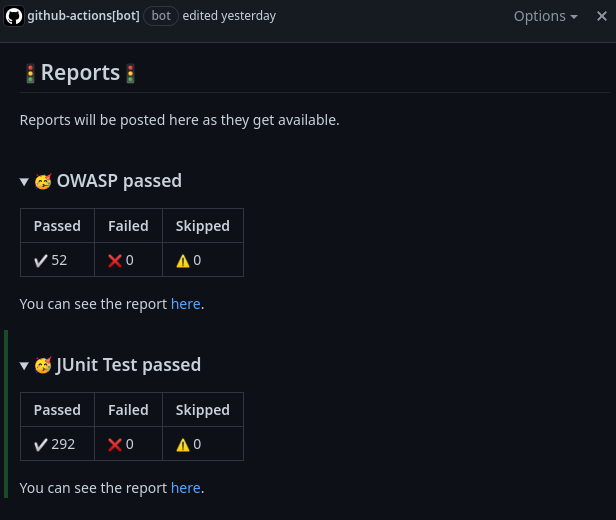 github-actions[bot] bot edited yesterday Options
🚦Reports🚦
Reports will be posted here as they get available.
🥳 OWASP passed
Passed Failed Skipped
✔️ 52 ❌ 0 ⚠️ 0
You can see the report here.
🥳 JUnit Test passed
Passed Failed Skipped
✔️ 292 ❌ 0 ⚠️ 0
You can see the report here.